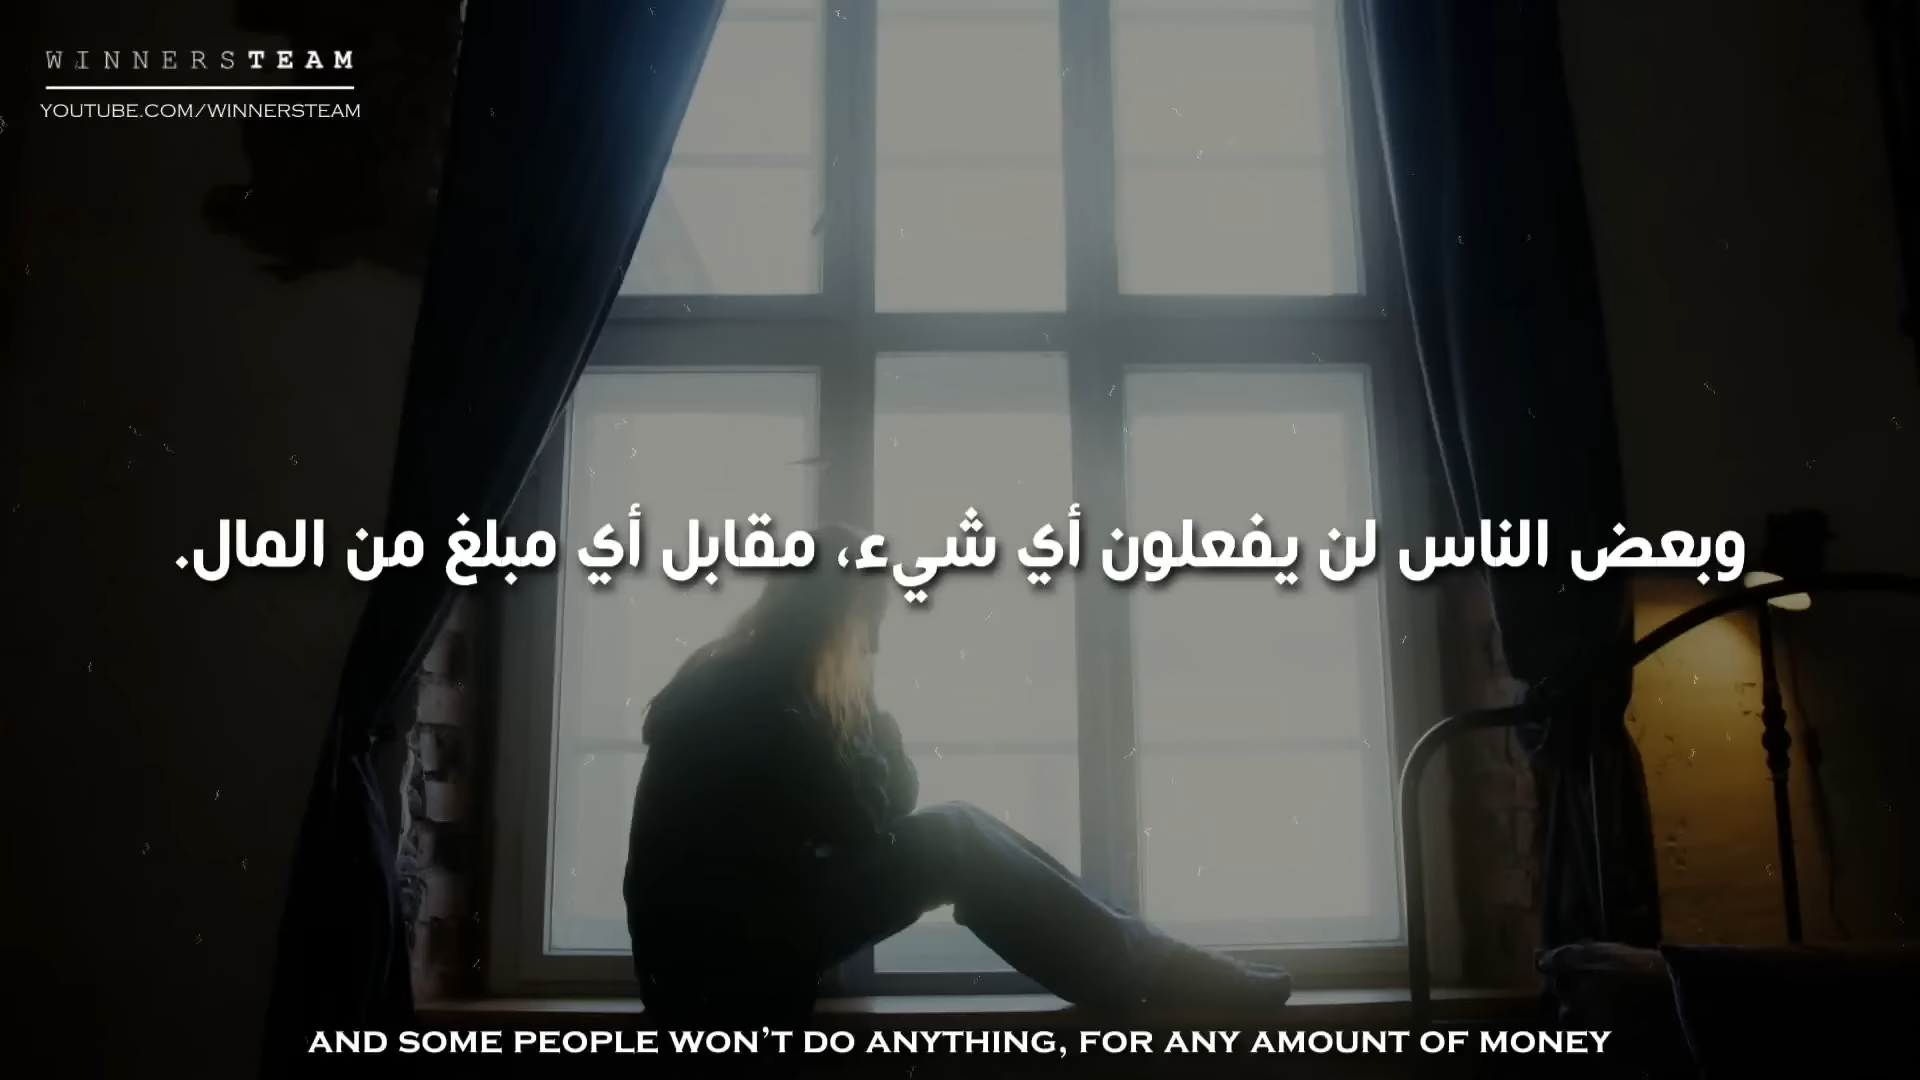 WINNERSTEAM
YOUTUBE.COM/WINNERSTEAM
وبعض الناس لن يفعلون أي شيء، مقابل أي مبلغ من المال.
AND SOME PEOPLE WON'T DO ANYTHING, FOR ANY AMOUNT OF MONEY